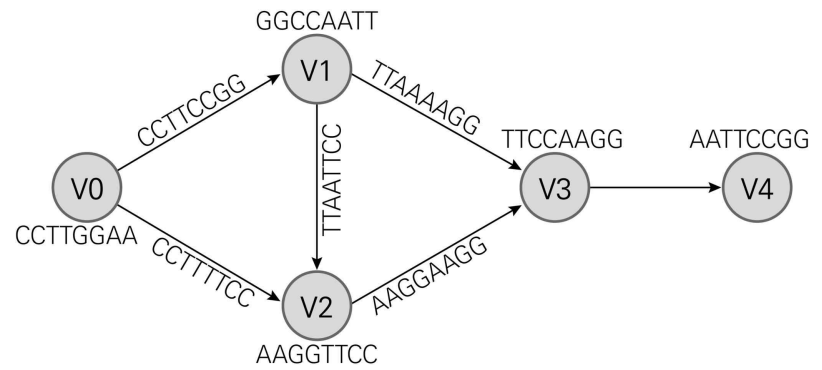 GGCCAATT
V1
CCTTCCGG
TTAAAAGG
TTAATTCC
TTCCAAGG
AATTCCGG
V0
V3
V4
CCTTGGAA
CCTTTTCC
AAGGAAGG
V2
AAGGTTCC